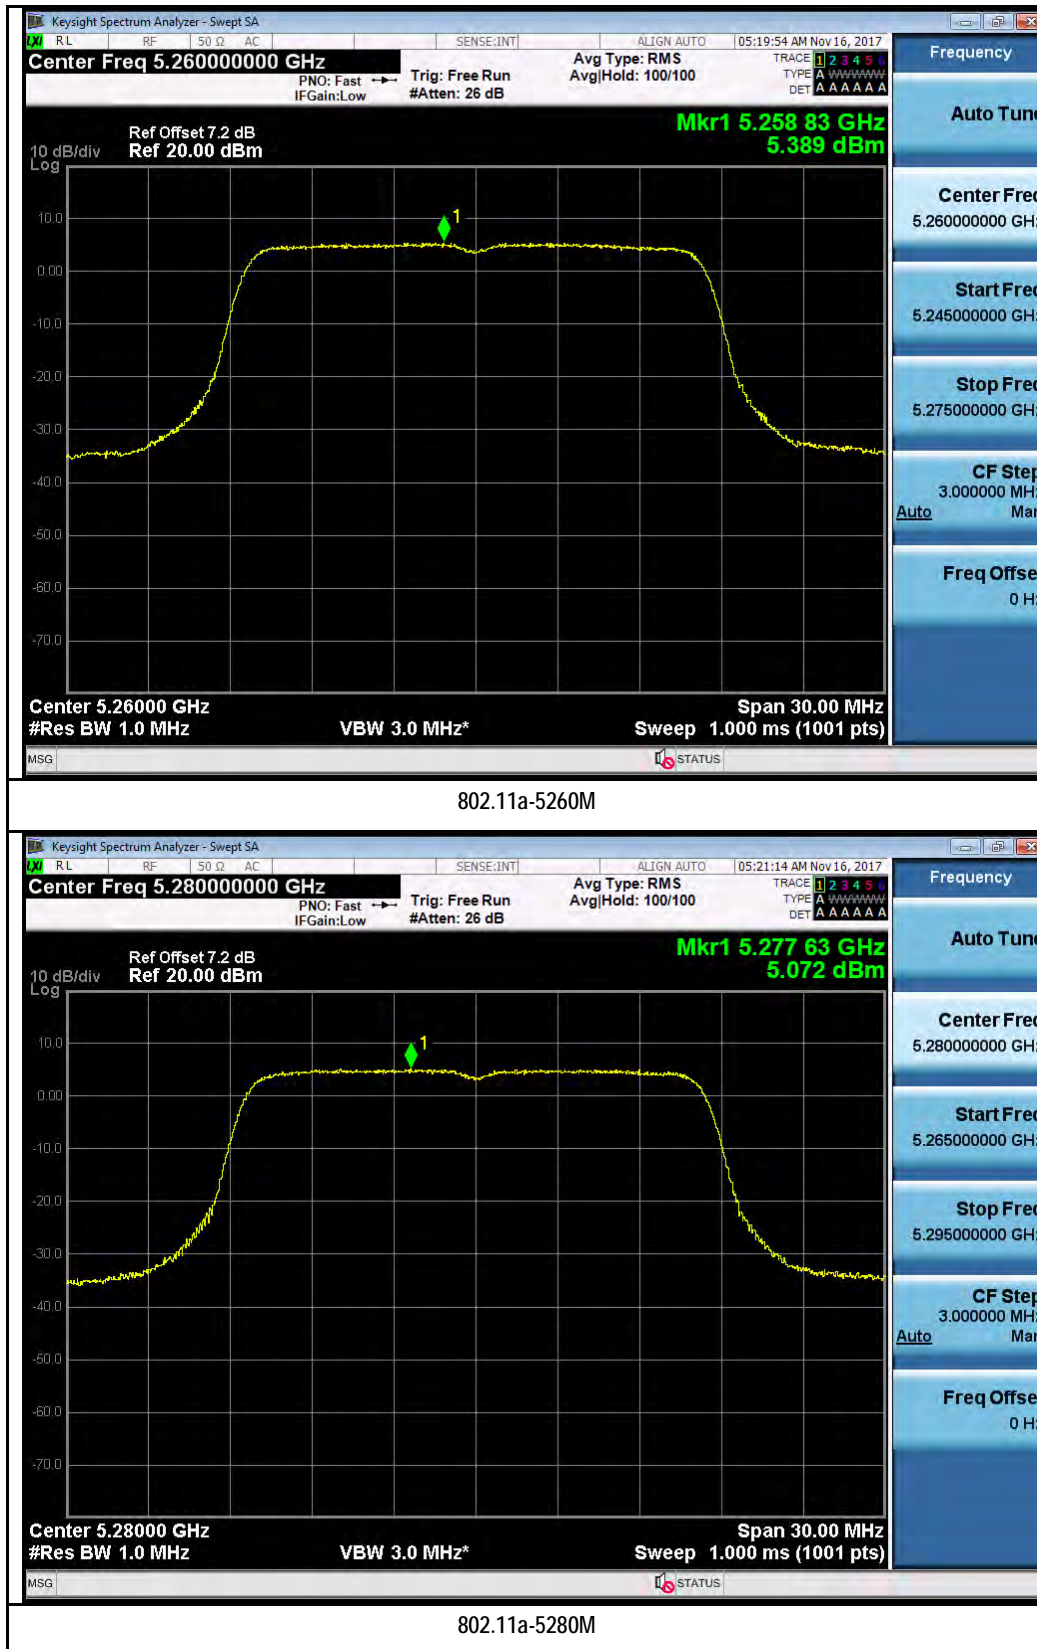 Keysight Spectrum Analyzer - Swept SA
LXI RL RF 50 Ω AC SENSE:INT ALIGN AUTO 05:19:54 AM Nov 16, 2017
Center Freq 5.260000000 GHz
PNO: Fast
IFGain:Low
Trig: Free Run
#Atten: 26 dB
Avg Type: RMS
Avg|Hold: 100/100
TRACE 1 2 3 4 5 6
TYPE A WWWWW
DET A A A A A A
Frequency
Mkr1 5.258 83 GHz
5.389 dBm
Ref Offset 7.2 dB
10 dB/div Ref 20.00 dBm
Log
1
10.0
0.00
-10.0
-20.0
-30.0
-40.0
-50.0
-60.0
-70.0
Center 5.26000 GHz Span 30.00 MHz
#Res BW 1.0 MHz VBW 3.0 MHz* Sweep 1.000 ms (1001 pts)
MSG STATUS
Auto Tune
Center Freq
5.260000000 GHz
Start Freq
5.245000000 GHz
Stop Freq
5.275000000 GHz
CF Step
3.000000 MHz
Auto Man
Freq Offset
0 Hz
802.11a-5260M
Keysight Spectrum Analyzer - Swept SA
LXI RL RF 50 Ω AC SENSE:INT ALIGN AUTO 05:21:14 AM Nov 16, 2017
Center Freq 5.280000000 GHz
PNO: Fast
IFGain:Low
Trig: Free Run
#Atten: 26 dB
Avg Type: RMS
Avg|Hold: 100/100
TRACE 1 2 3 4 5 6
TYPE A WWWWW
DET A A A A A A
Frequency
Mkr1 5.277 63 GHz
5.072 dBm
Ref Offset 7.2 dB
10 dB/div Ref 20.00 dBm
Log
1
10.0
0.00
-10.0
-20.0
-30.0
-40.0
-50.0
-60.0
-70.0
Center 5.28000 GHz Span 30.00 MHz
#Res BW 1.0 MHz VBW 3.0 MHz* Sweep 1.000 ms (1001 pts)
MSG STATUS
Auto Tune
Center Freq
5.280000000 GHz
Start Freq
5.265000000 GHz
Stop Freq
5.295000000 GHz
CF Step
3.000000 MHz
Auto Man
Freq Offset
0 Hz
802.11a-5280M